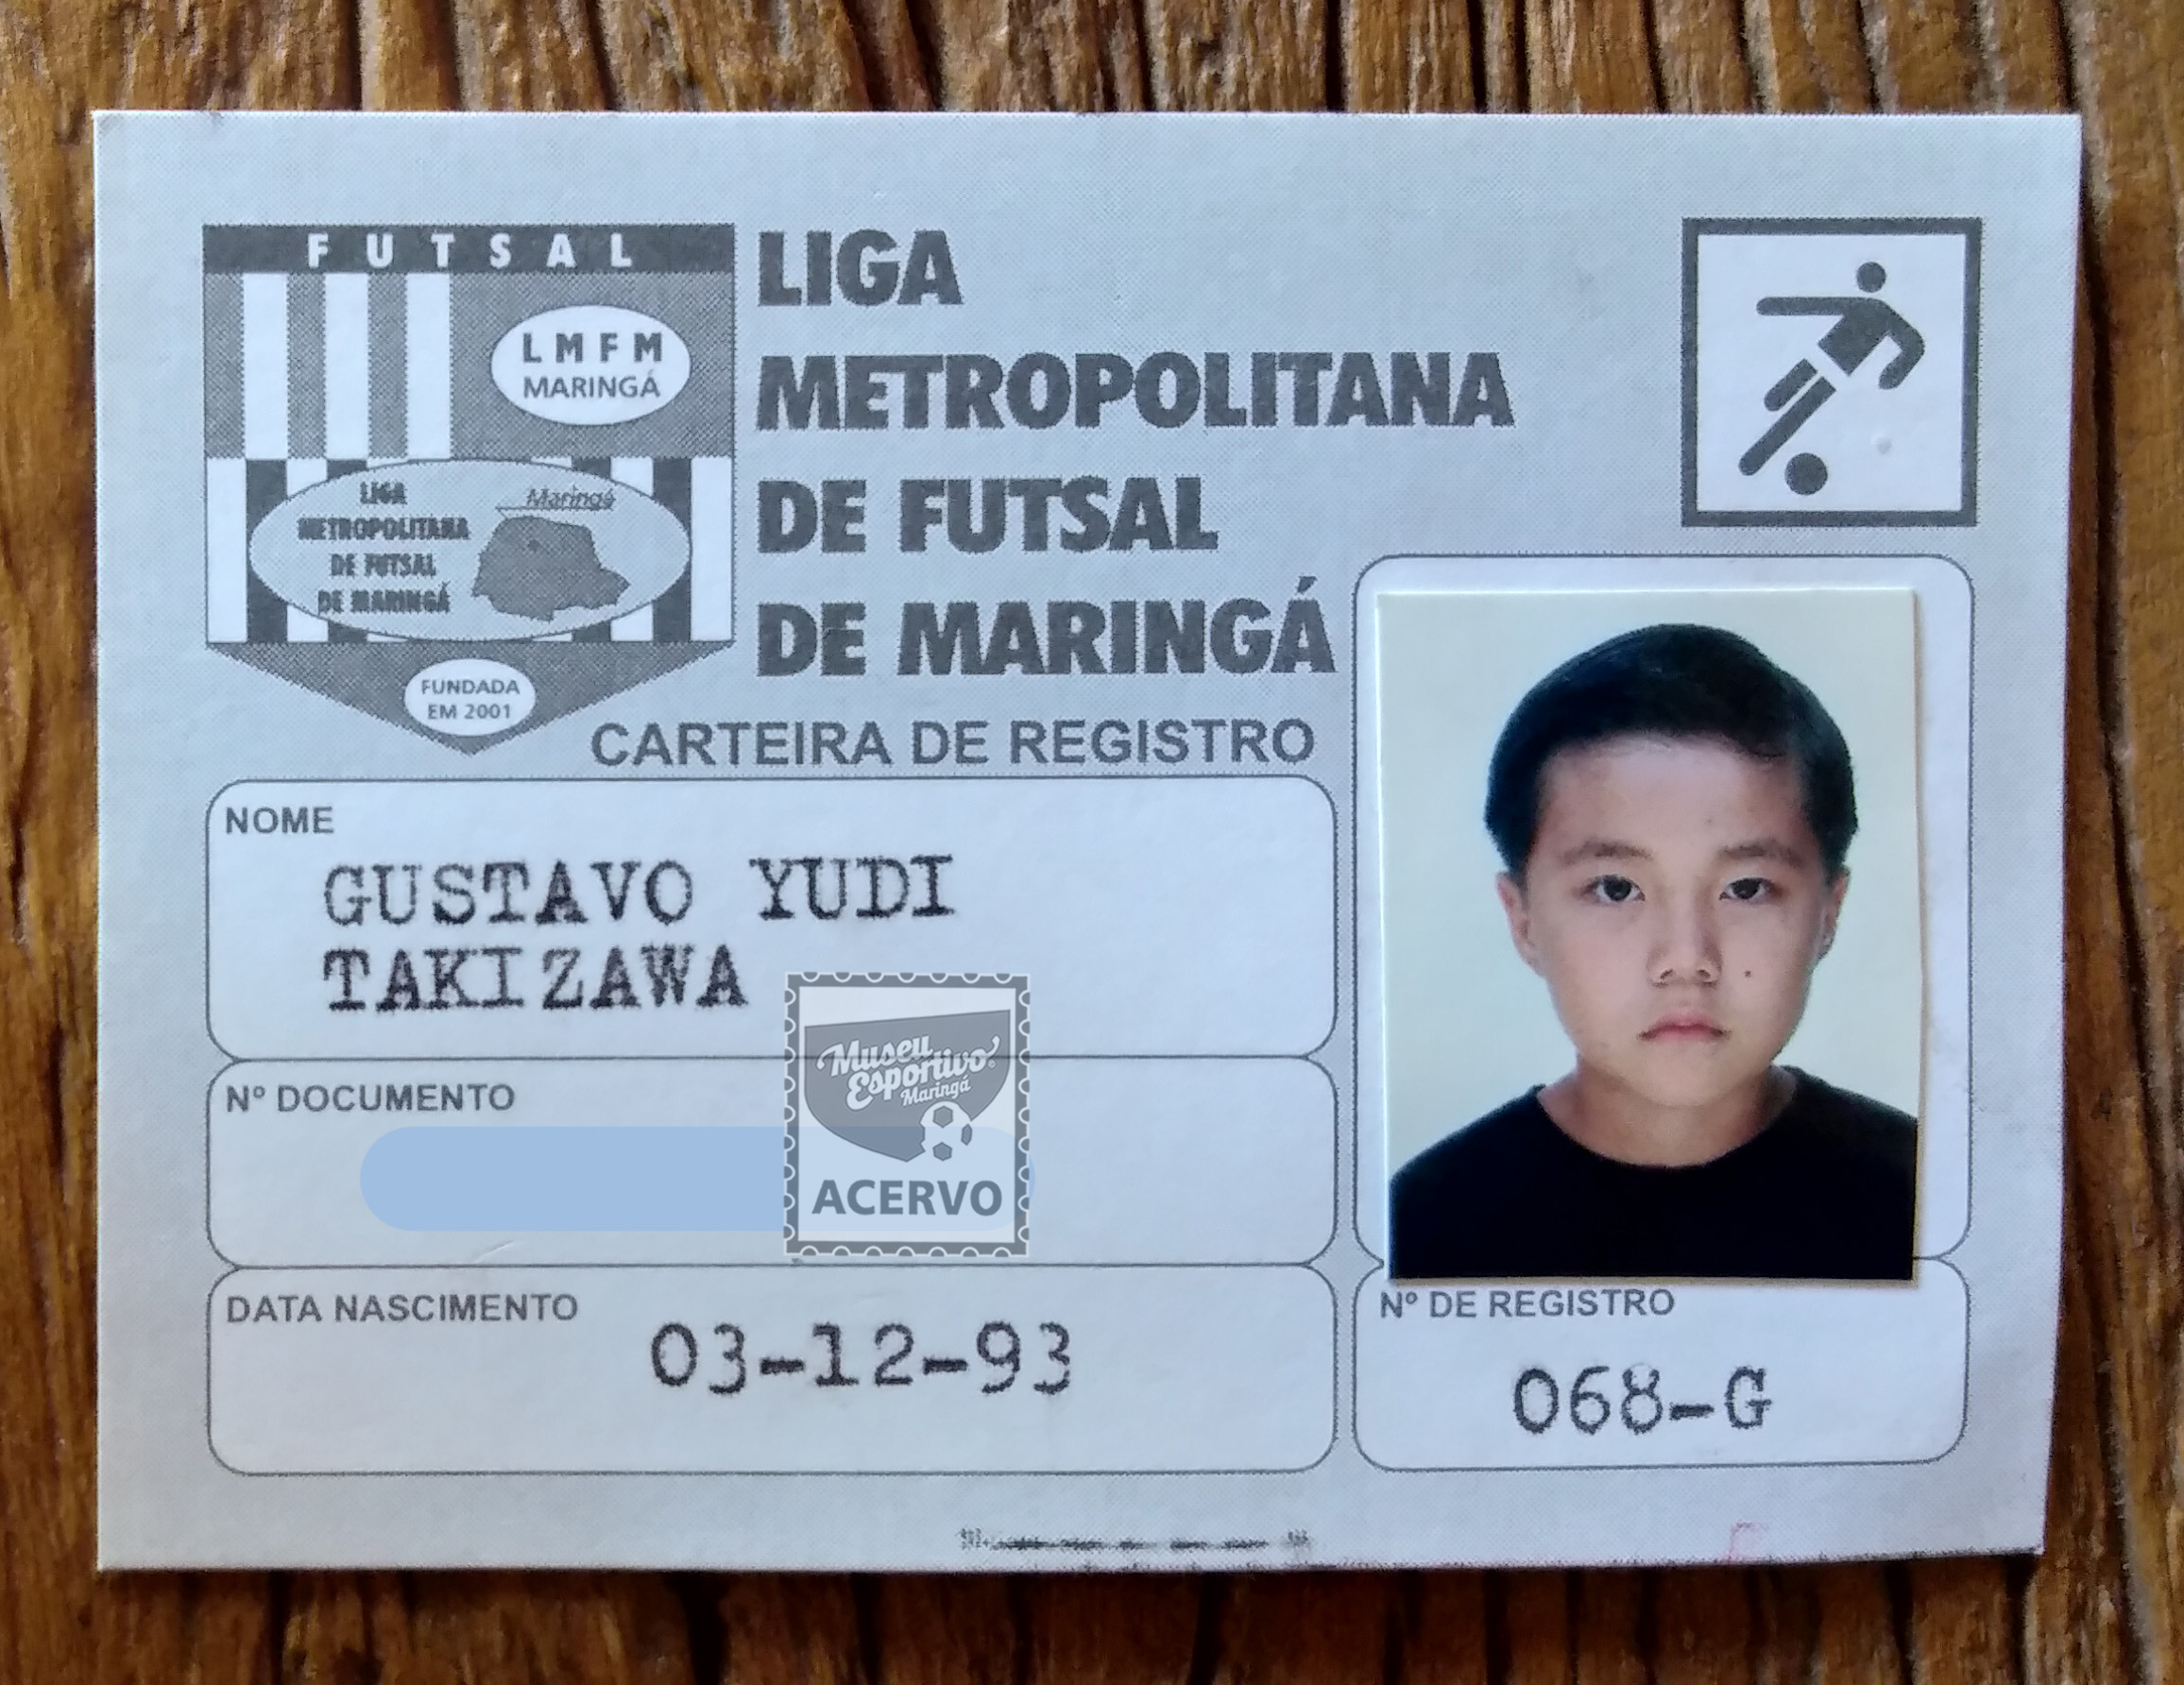 FUTSAL
LMFM
MARINGÁ
LIGA
METROPOLITANA
DE FUTSAL
DE MARINGÁ
Maringá
FUNDADA
EM 2001
LIGA
METROPOLITANA
DE FUTSAL
DE MARINGÁ
CARTEIRA DE REGISTRO
NOME
GUSTAVO YUDI
TAKIZAWA
Nº DOCUMENTO
Museu
Esportivo
Maringá
ACERVO
DATA NASCIMENTO
03-12-93
Nº DE REGISTRO
068-G